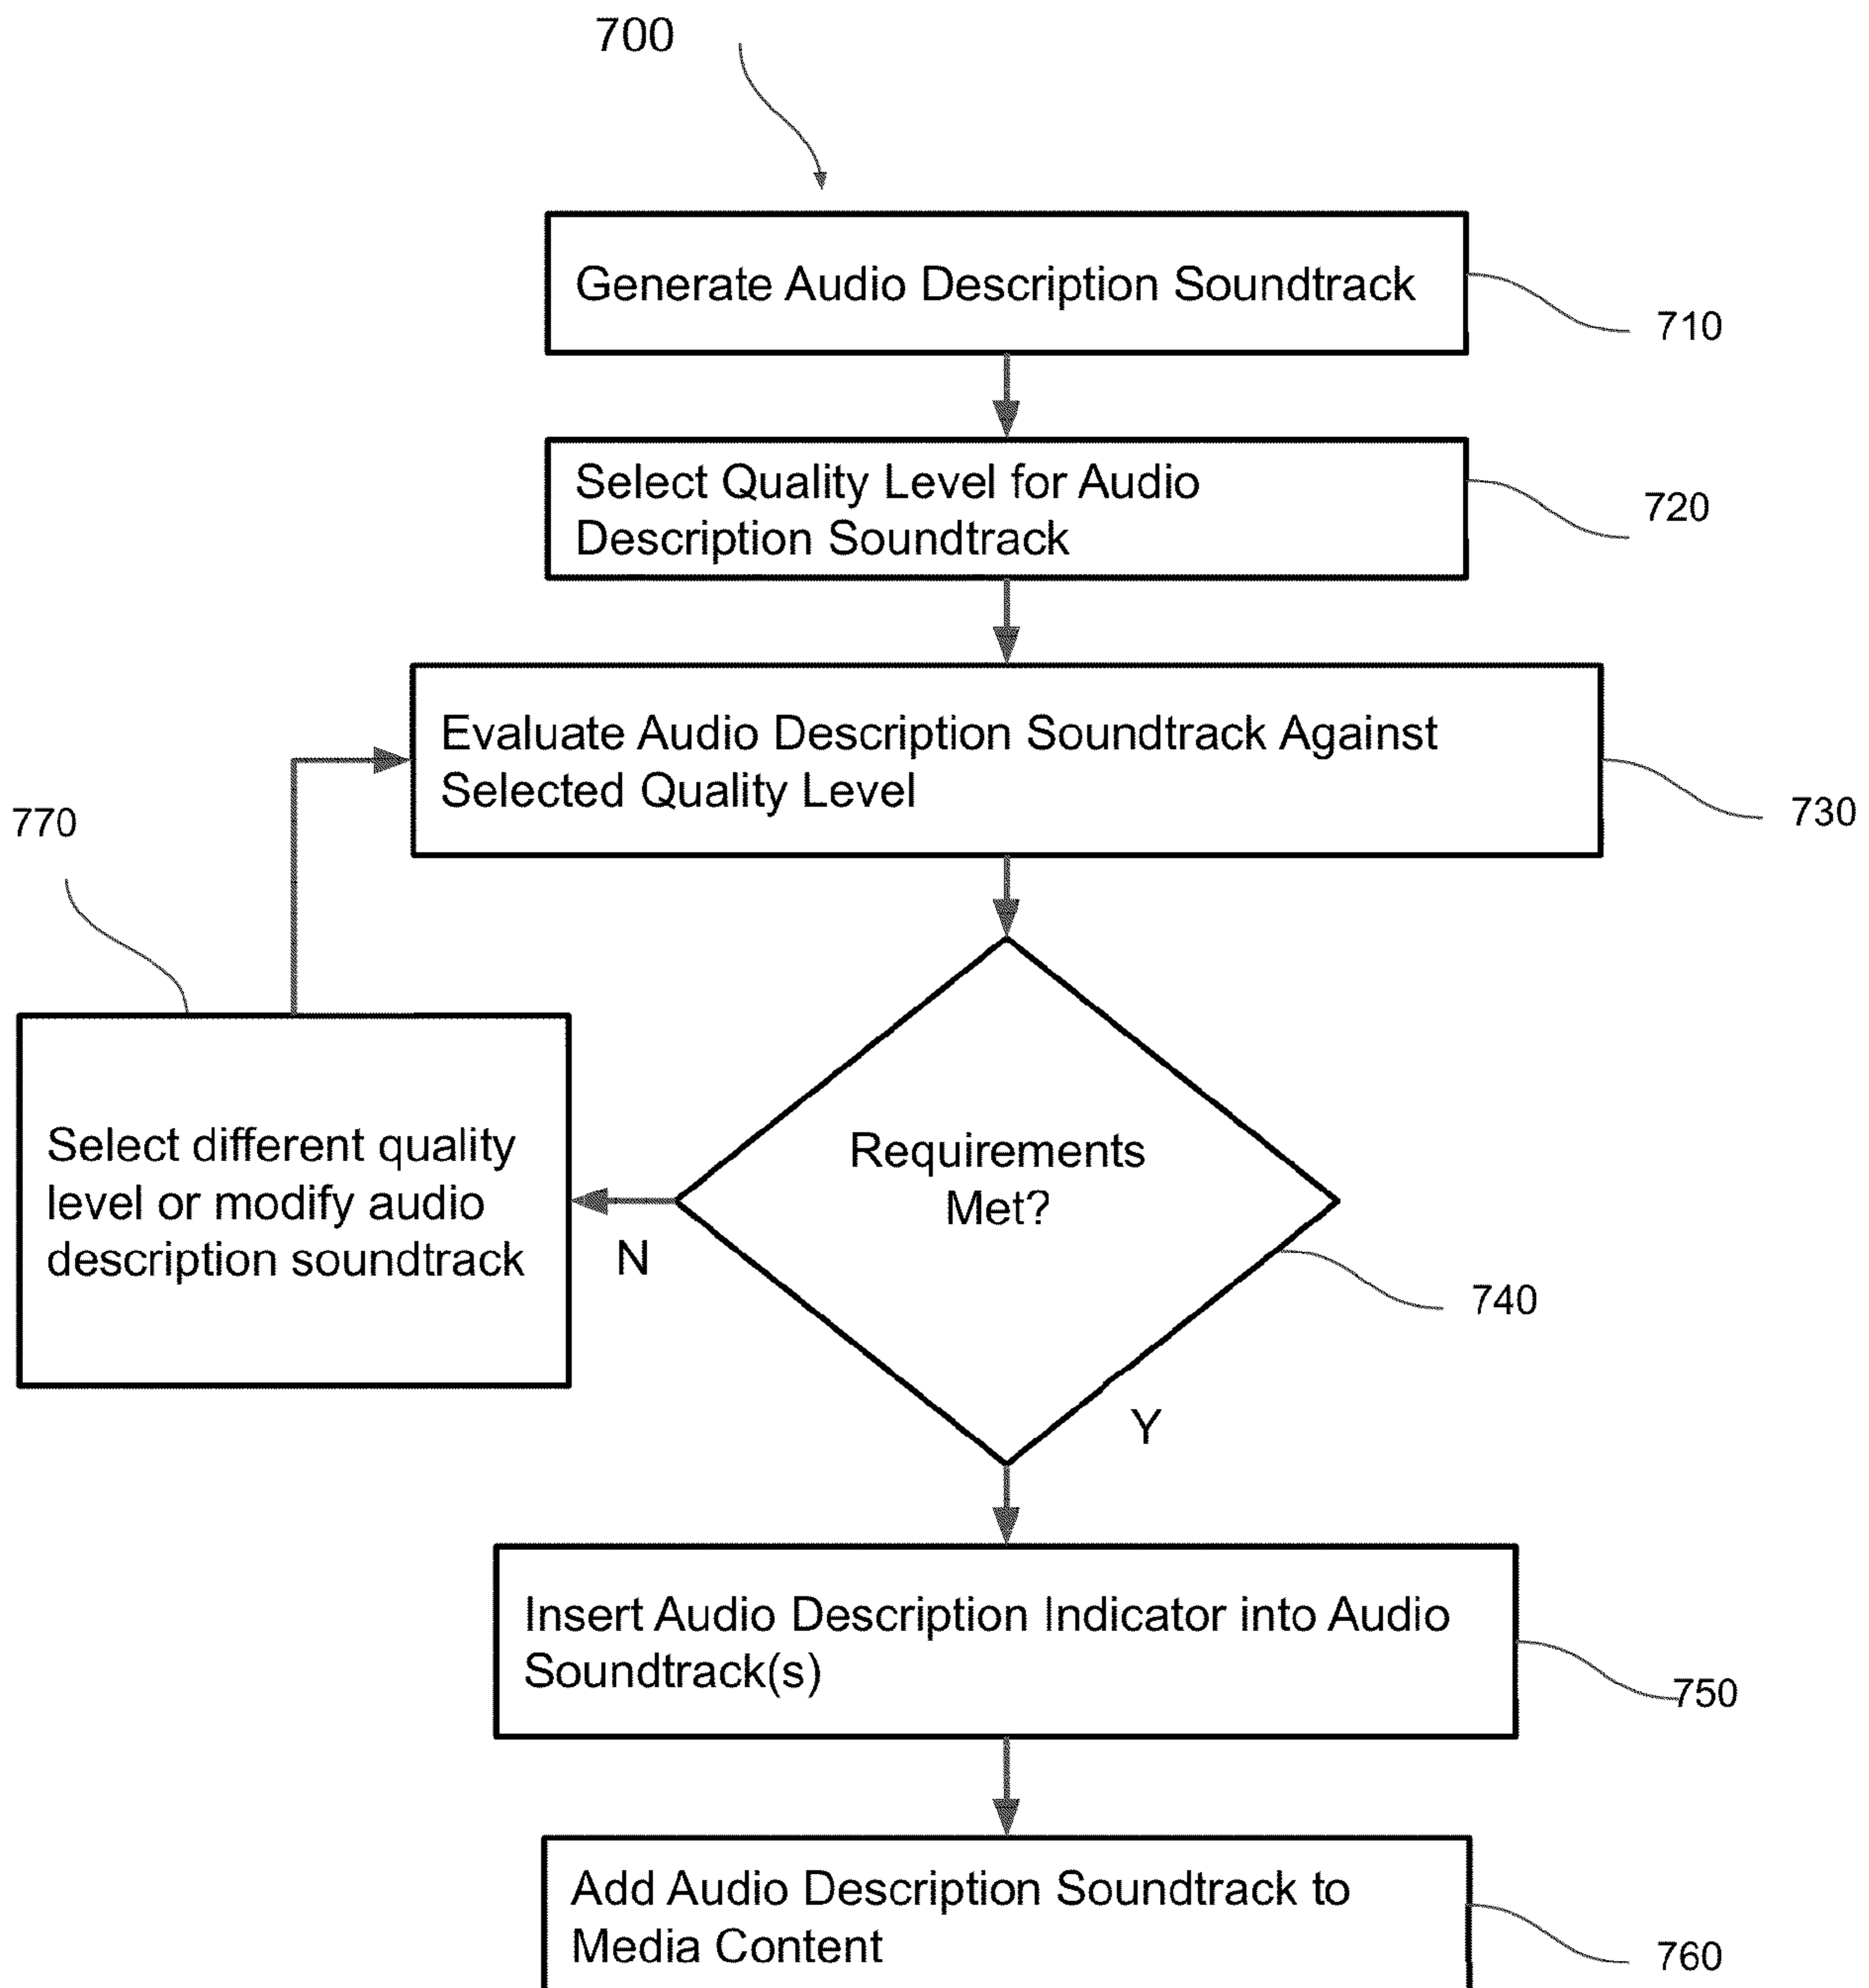 700
Generate Audio Description Soundtrack
710
Select Quality Level for Audio
Description Soundtrack
720
Evaluate Audio Description Soundtrack Against
Selected Quality Level
730
770
Select different quality
level or modify audio
description soundtrack
N
Requirements
Met?
740
Y
Insert Audio Description Indicator into Audio
Soundtrack(s)
750
Add Audio Description Soundtrack to
Media Content
760